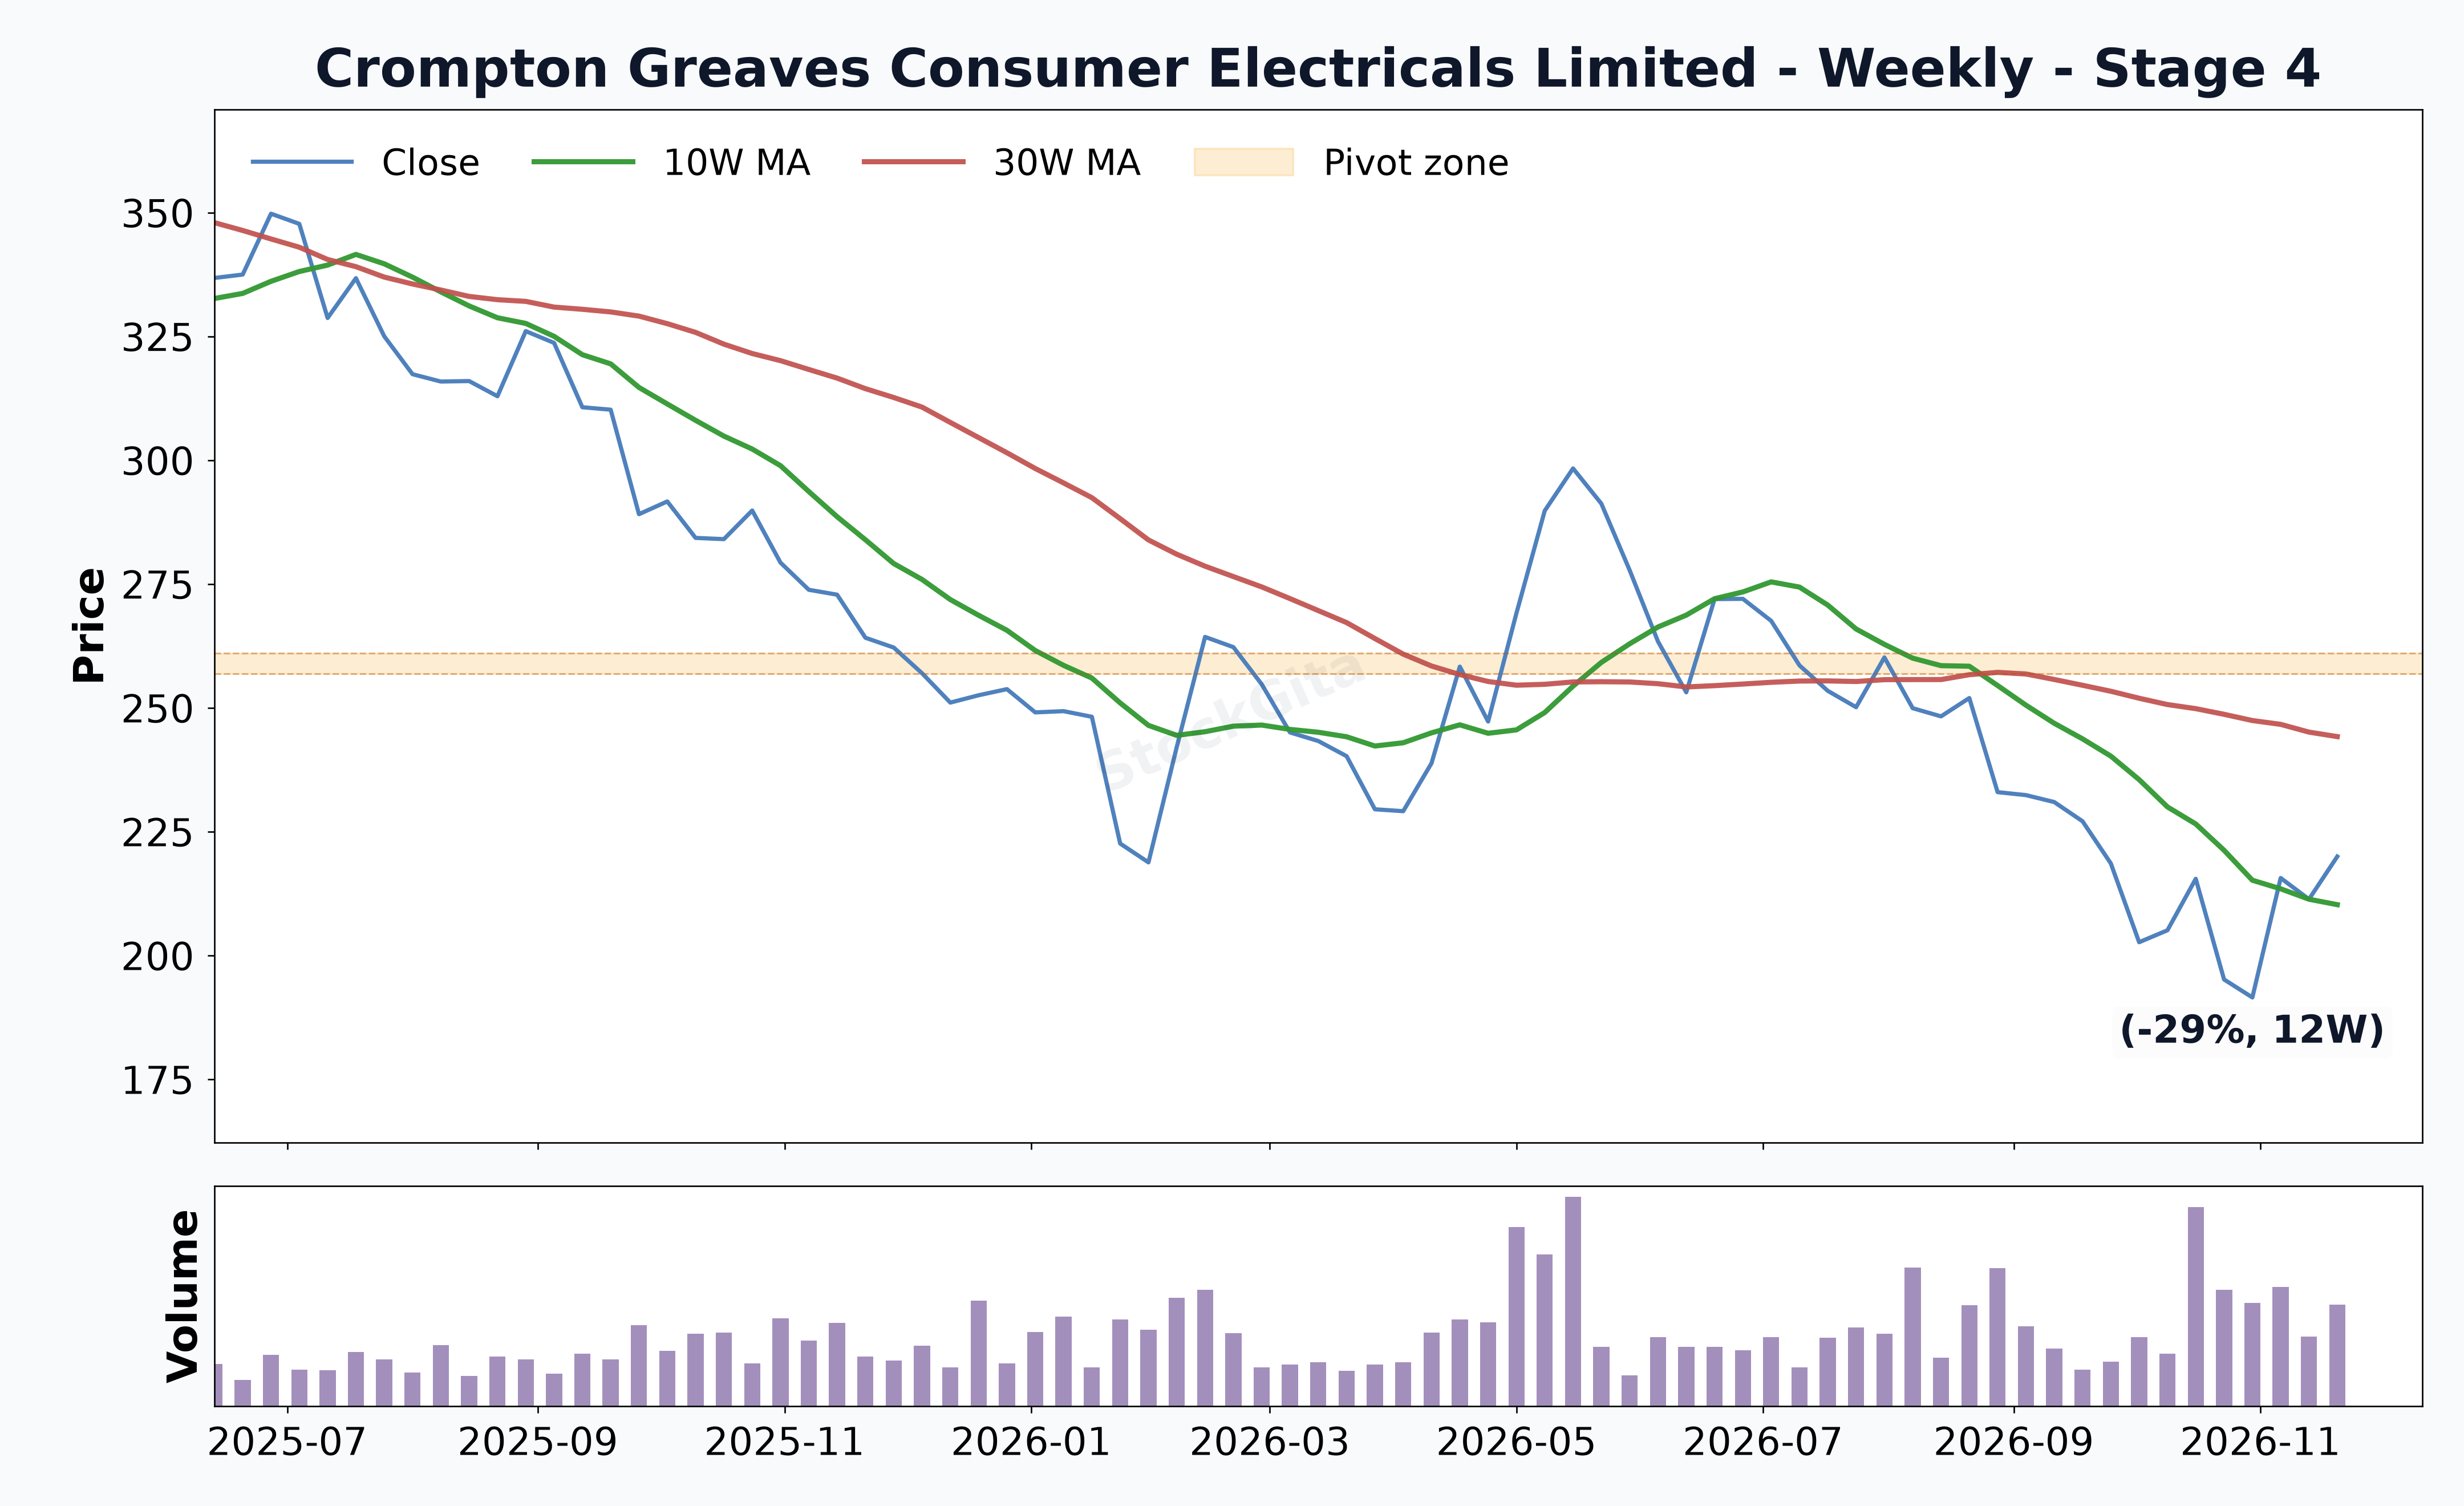 Crompton Greaves Consumer Electricals Limited - Weekly - Stage 4
Close 10W MA 30W MA Pivot zone
350
325
300
275
250
225
200
175
Price
StockGita
(-29%, 12W)
Volume
2025-07 2025-09 2025-11 2026-01 2026-03 2026-05 2026-07 2026-09 2026-11